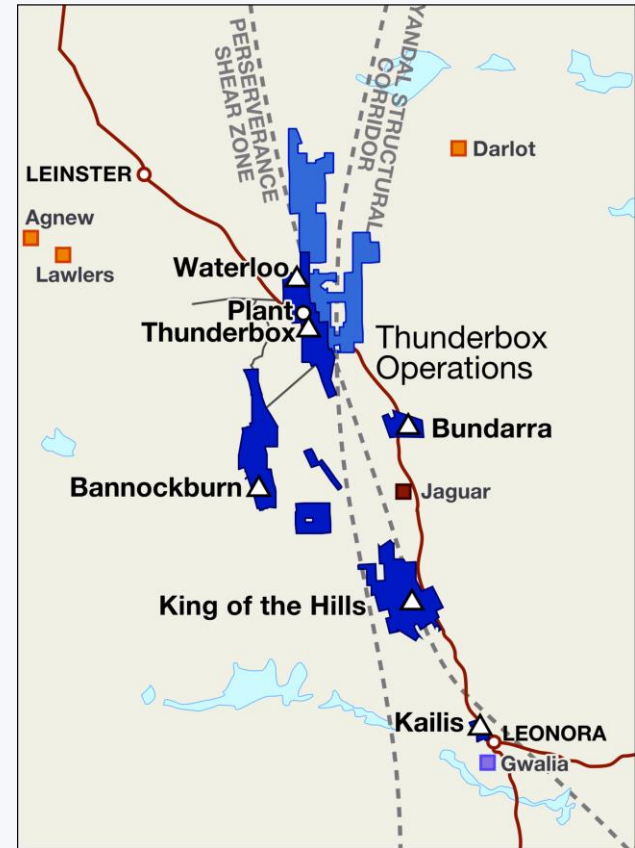 PERSERVERANCE
SHEAR ZONE
YANDAL STRUCTURAL
CORRIDOR
Darlot
LEINSTER
Agnew
Lawlers
Waterloo
Plant
Thunderbox
Thunderbox
Operations
Bundarra
Bannockburn
Jaguar
King of the Hills
Kailis
LEONORA
Gwalia